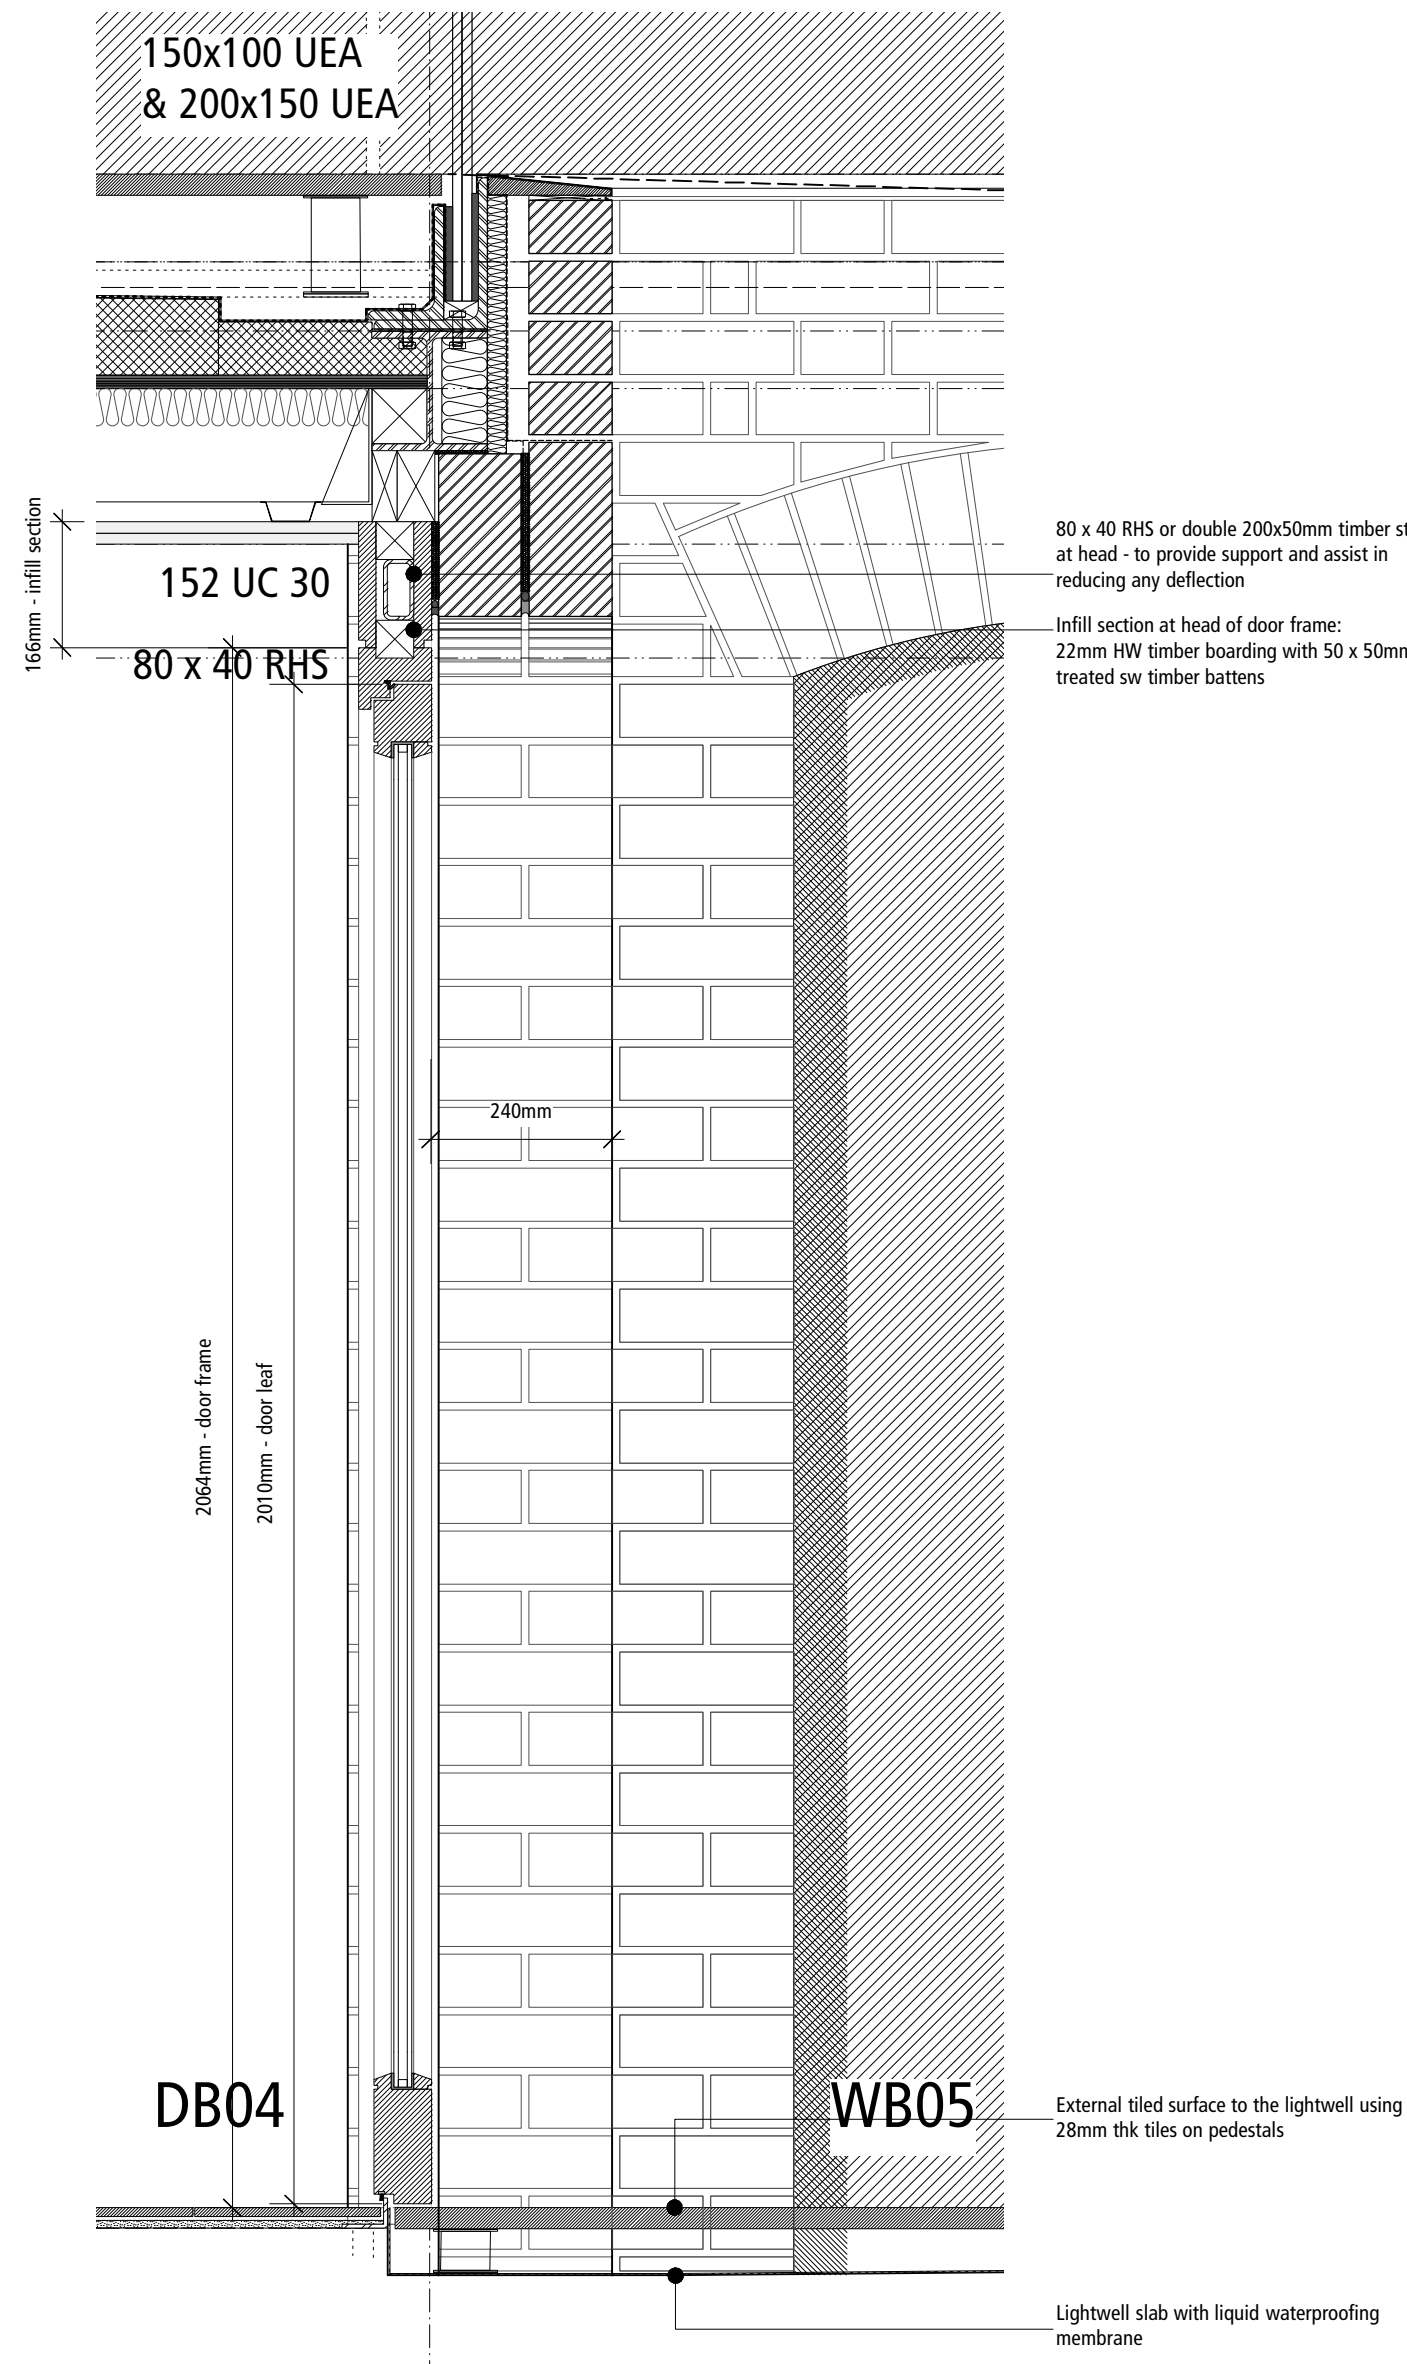 150x100 UEA
& 200x150 UEA
166mm - infill section
152 UC 30
80 x 40 RHS
80 x 40 RHS or double 200x50mm timber
at head - to provide support and assist in
reducing any deflection
Infill section at head of door frame:
22mm HW timber boarding with 50 x 50mm
treated sw timber battens
240mm
2064mm - door frame
2010mm - door leaf
DB04
WB05
External tiled surface to the lightwell using
28mm thk tiles on pedestals
Lightwell slab with liquid waterproofing
membrane